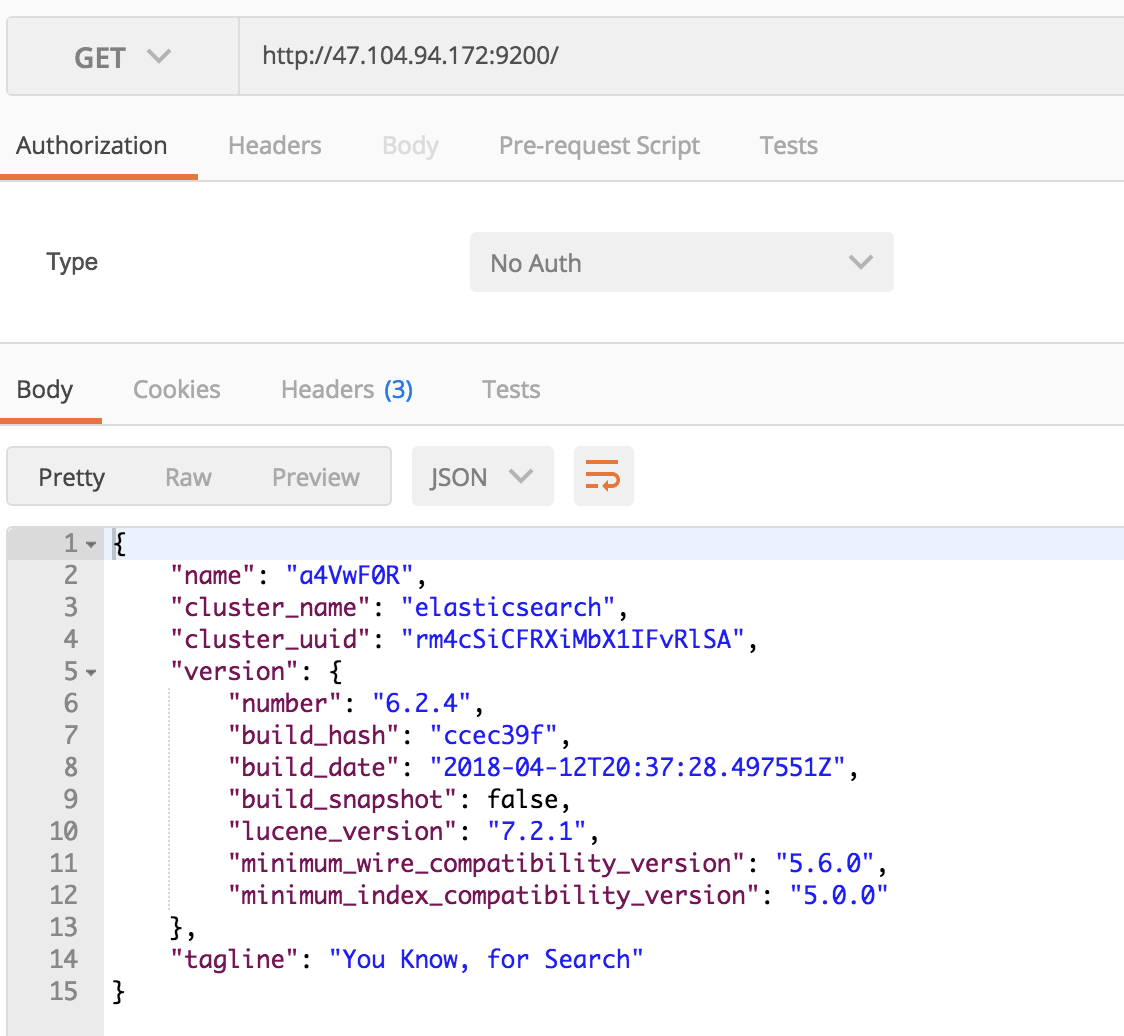 GET http://47.104.94.172:9200/
Authorization Headers Body Pre-request Script Tests
Type No Auth
Body Cookies Headers (3) Tests
Pretty Raw Preview JSON
1 {
2 "name": "a4VwF0R",
3 "cluster_name": "elasticsearch",
4 "cluster_uuid": "rm4cSiCFRXiMbX1IFvRlSA",
5 "version": {
6 "number": "6.2.4",
7 "build_hash": "ccec39f",
8 "build_date": "2018-04-12T20:37:28.497551Z",
9 "build_snapshot": false,
10 "lucene_version": "7.2.1",
11 "minimum_wire_compatibility_version": "5.6.0",
12 "minimum_index_compatibility_version": "5.0.0"
13 },
14 "tagline": "You Know, for Search"
15 }